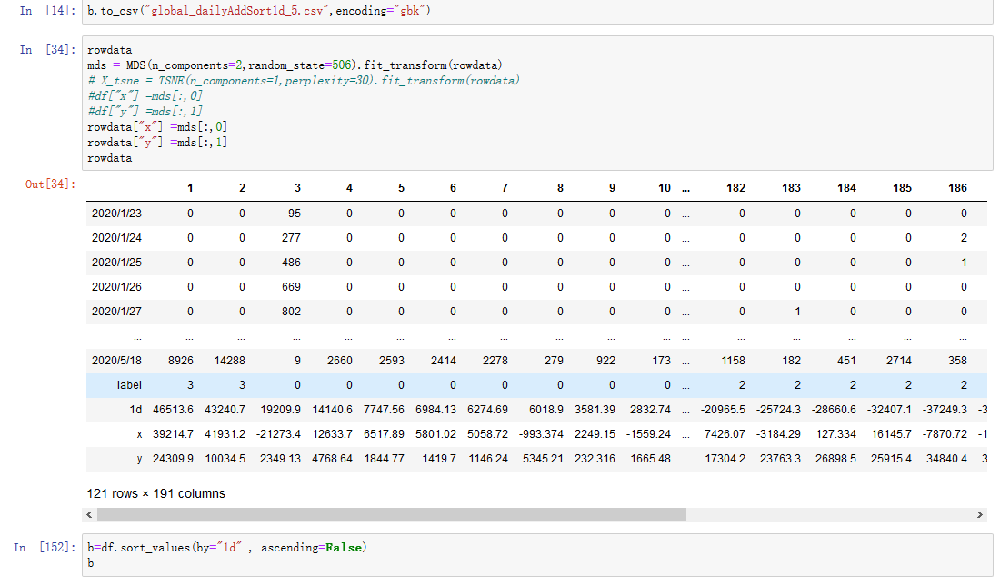 In [14]: b.to_csv("global_dailyAddSort1d_5.csv",encoding="gbk")
In [34]: rowdata
mds = MDS(n_components=2,random_state=506).fit_transform(rowdata)
# X_tsne = TSNE(n_components=1,perplexity=30).fit_transform(rowdata)
#df["x"] =mds[:,0]
#df["y"] =mds[:,1]
rowdata["x"] =mds[:,0]
rowdata["y"] =mds[:,1]
rowdata
Out[34]:
1 2 3 4 5 6 7 8 9 10 ... 182 183 184 185 186
2020/1/23 0 0 95 0 0 0 0 0 0 0 ... 0 0 0 0 0
2020/1/24 0 0 277 0 0 0 0 0 0 0 ... 0 0 0 0 2
2020/1/25 0 0 486 0 0 0 0 0 0 0 ... 0 0 0 0 1
2020/1/26 0 0 669 0 0 0 0 0 0 0 ... 0 0 0 0 0
2020/1/27 0 0 802 0 0 0 0 0 0 0 ... 0 1 0 0 0
... ... ... ... ... ... ... ... ... ... ... ... ... ... ... ... ...
2020/5/18 8926 14288 9 2660 2593 2414 2278 279 922 173 ... 1158 182 451 2714 358
label 3 3 0 0 0 0 0 0 0 0 ... 2 2 2 2 2
1d 46513.6 43240.7 19209.9 14140.6 7747.56 6984.13 6274.69 6018.9 3581.39 2832.74 ... -20965.5 -25724.3 -28660.6 -32407.1 -37249.3 -3
x 39214.7 41931.2 -21273.4 12633.7 6517.89 5801.02 5058.72 -993.374 2249.15 -1559.24 ... 7426.07 -3184.29 127.334 16145.7 -7870.72 -1
y 24309.9 10034.5 2349.13 4768.64 1844.77 1419.7 1146.24 5345.21 232.316 1665.48 ... 17304.2 23763.3 26898.5 25915.4 34840.4 3
121 rows × 191 columns
In [152]: b=df.sort_values(by="1d" , ascending=False)
b